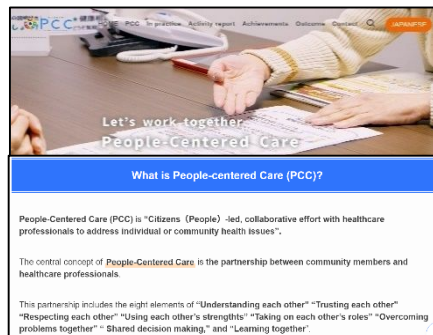 PCC
HOME PCC In practice Activity report Achievements Outcome Contact JAPANESE
Let's work together,
People-Centered Care
What is People-centered Care (PCC)?
People-Centered Care (PCC) is “Citizens (People) -led, collaborative effort with healthcare
professionals to address individual or community health issues”.
The central concept of People-Centered Care is the partnership between community members and
healthcare professionals.
This partnership includes the eight elements of “Understanding each other” “Trusting each other”
“Respecting each other” “Using each other’s strengthts” “Taking on each other’s roles” “Overcoming
problems together” “ Shared decision making,” and “Learning together”.